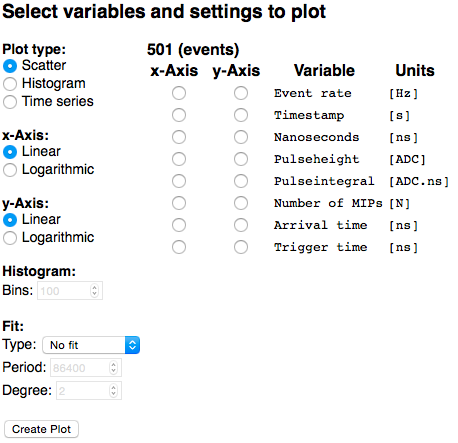 Select variables and settings to plot
Plot type:
Scatter
Histogram
Time series
x-Axis:
Linear
Logarithmic
y-Axis:
Linear
Logarithmic
Histogram:
Bins: 100
Fit:
Type: No fit
Period: 86400
Degree: 2
Create Plot
501 (events)
x-Axis y-Axis Variable Units
Event rate [Hz]
Timestamp [s]
Nanoseconds [ns]
Pulseheight [ADC]
Pulseintegral [ADC.ns]
Number of MIPs [N]
Arrival time [ns]
Trigger time [ns]